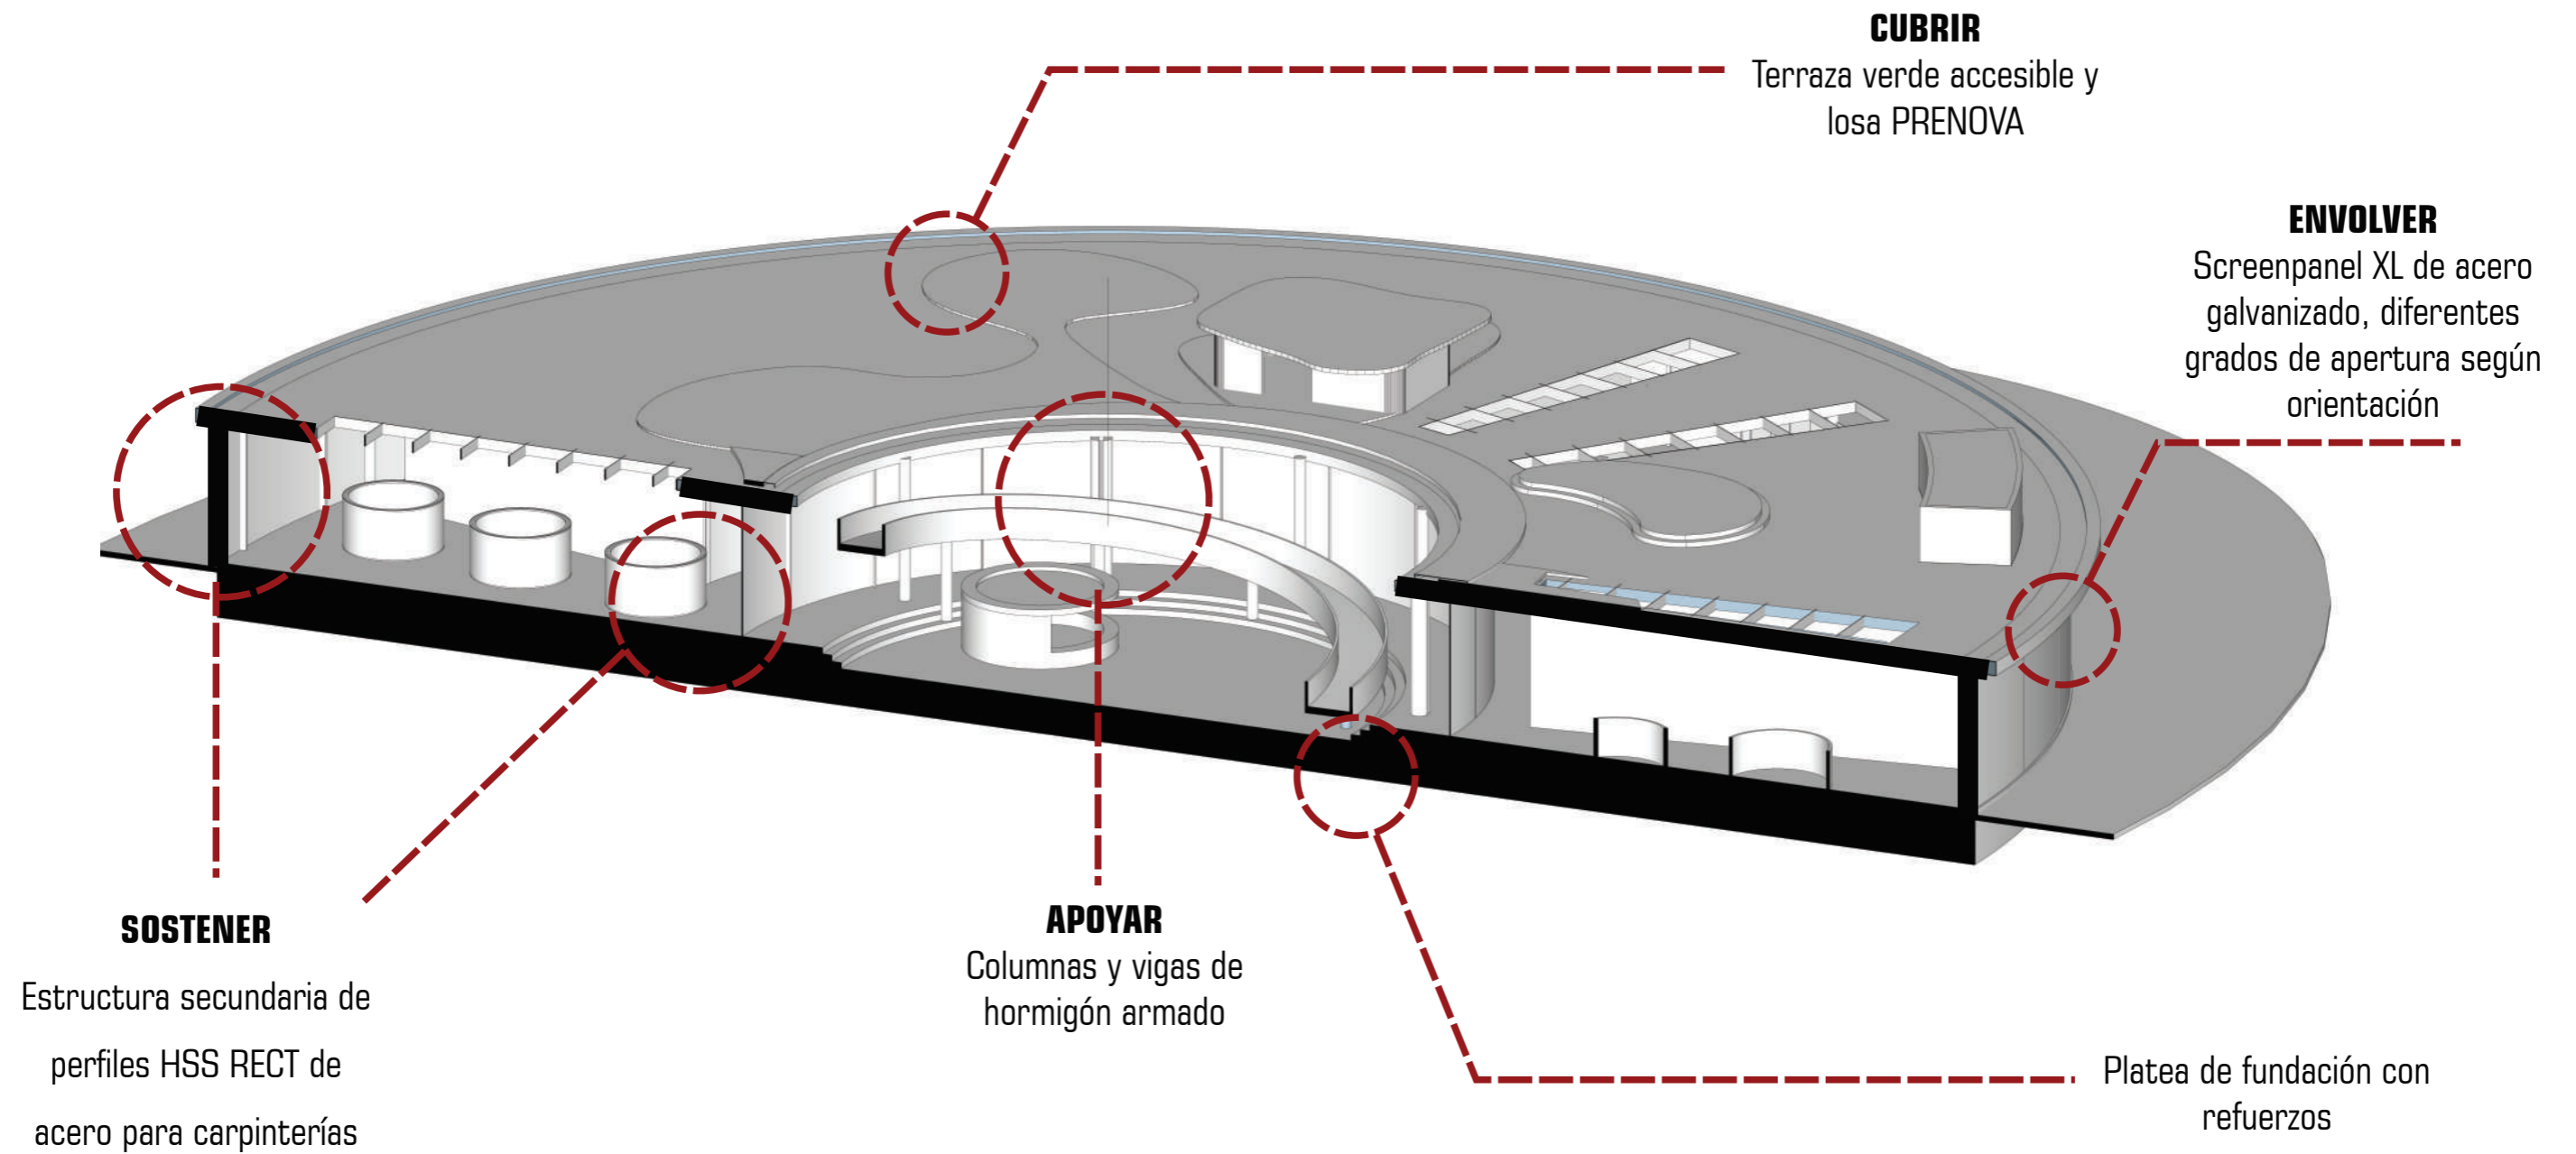 CUBRIR
Terraza verde accesible y
losa PRENOVA
ENVOLVER
Screenpanel XL de acero
galvanizado, diferentes
grados de apertura según
orientación
SOSTENER
Estructura secundaria de
perfiles HSS RECT de
acero para carpinterías
APOYAR
Columnas y vigas de
hormigón armado
Platea de fundación con
refuerzos